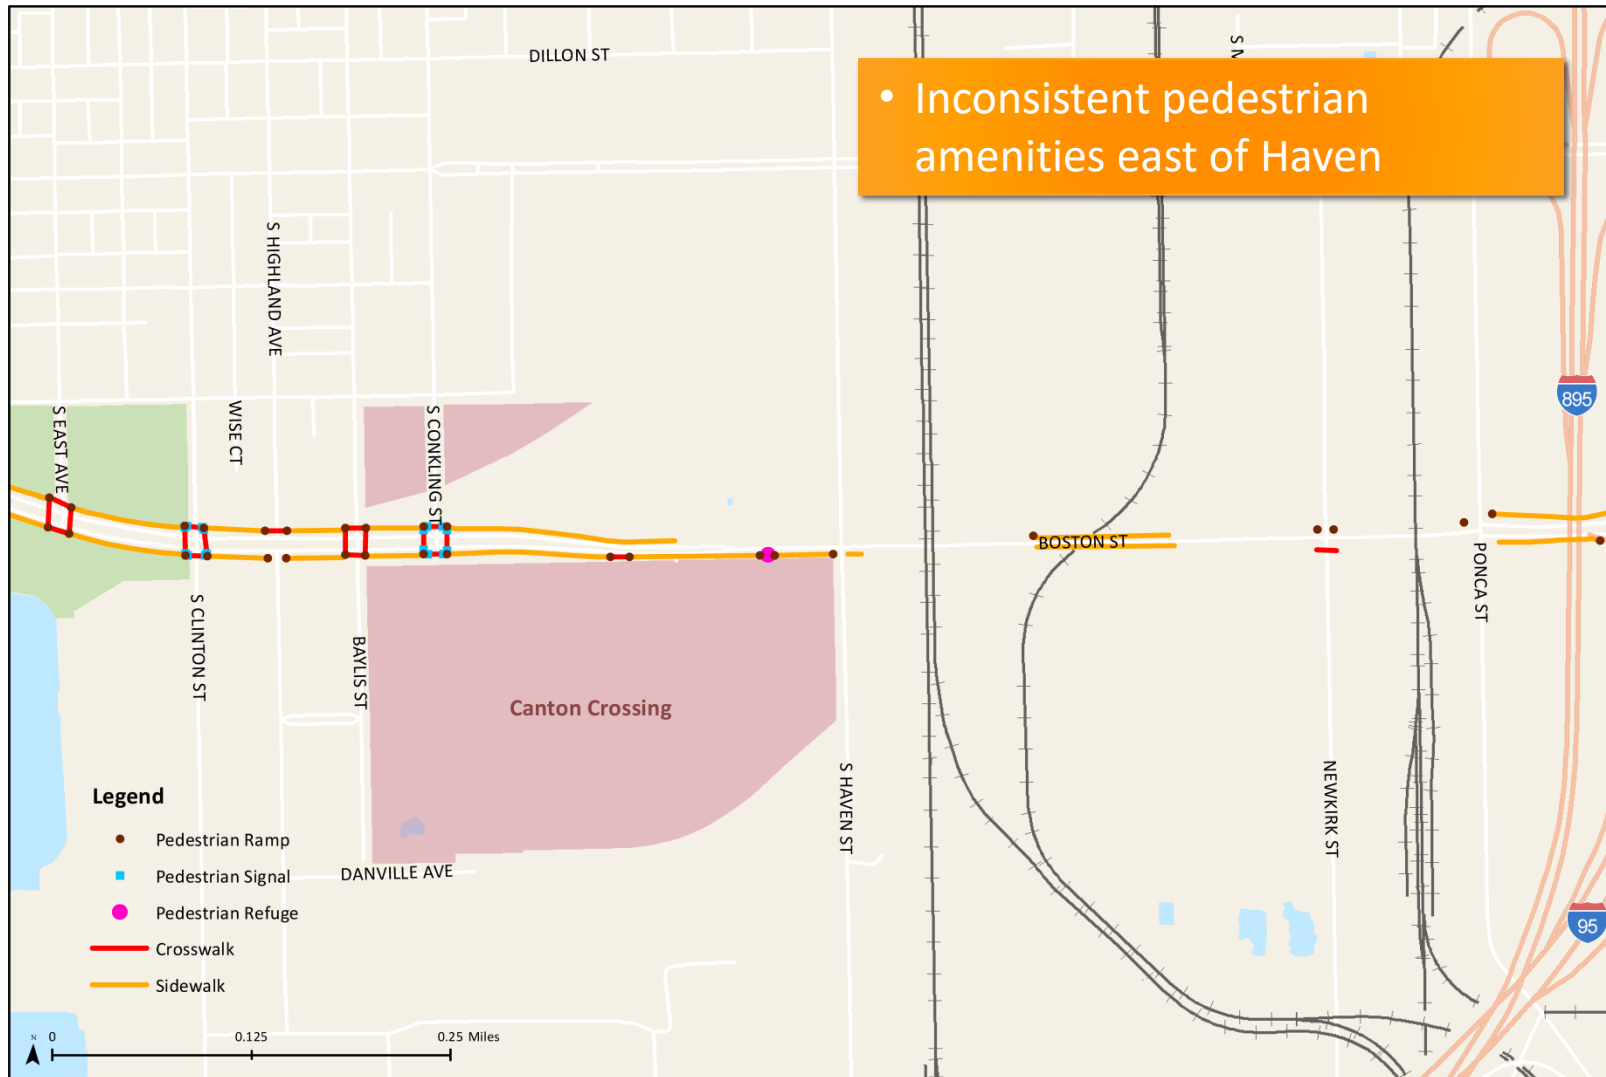 DILLON ST
S M
• Inconsistent pedestrian
amenities east of Haven
S HIGHLAND AVE
S EAST AVE
WISE CT
S CONKLING ST
895
BOSTON ST
PONCA ST
S CLINTON ST
BAYLIS ST
Canton Crossing
S HAVEN ST
NEWKIRK ST
DANVILLE AVE
95
Legend
Pedestrian Ramp
Pedestrian Signal
Pedestrian Refuge
Crosswalk
Sidewalk
N
0 0.125 0.25 Miles